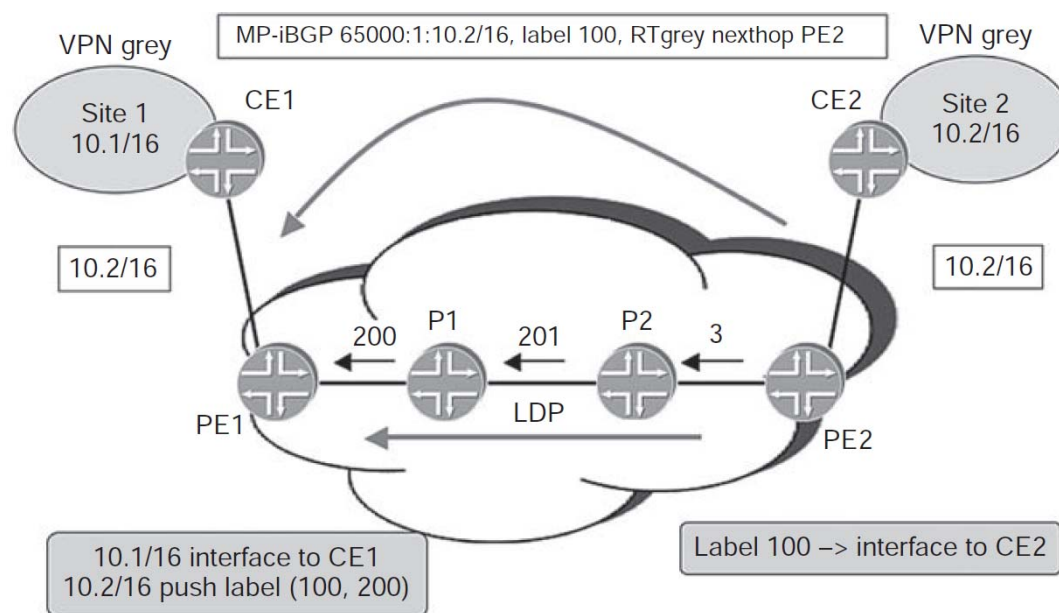 MP-iBGP 65000:1:10.2/16, label 100, RTgrey nexthop PE2
VPN grey
VPN grey
Site 1
10.1/16
CE1
CE2
Site 2
10.2/16
10.2/16
10.2/16
200
P1
201
P2
3
LDP
PE1
PE2
10.1/16 interface to CE1
10.2/16 push label (100, 200)
Label 100 –> interface to CE2